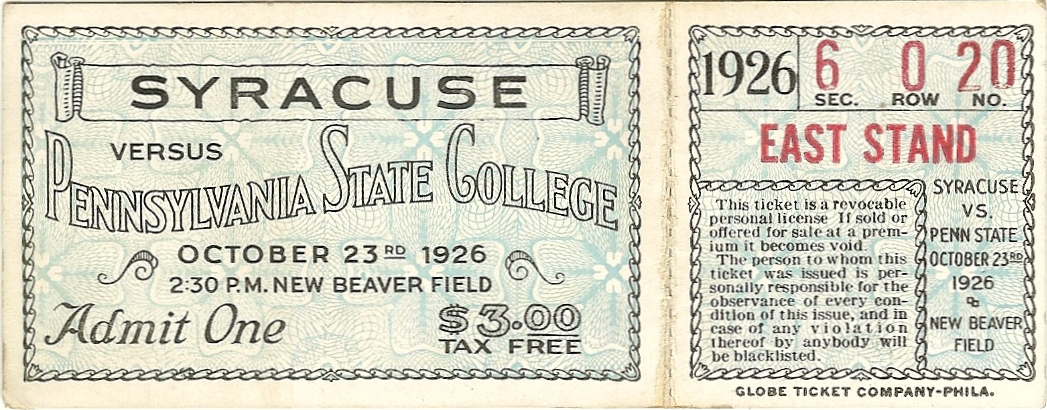 SYRACUSE
VERSUS
PENNSYLVANIA STATE COLLEGE
OCTOBER 23RD 1926
2:30 P.M. NEW BEAVER FIELD
Admit One
$3.00
TAX FREE
1926
6 O 20
SEC. ROW NO.
EAST STAND
This ticket is a revocable
personal license If sold or
offered for sale at a prem-
ium it becomes void.
The person to whom this
ticket was issued is per-
sonally responsible for the
observance of every con-
dition of this issue, and in
case of any violation
thereof by anybody will
be blacklisted.
SYRACUSE
VS.
PENN STATE
OCTOBER 23RD
1926
NEW BEAVER
FIELD
GLOBE TICKET COMPANY-PHILA.